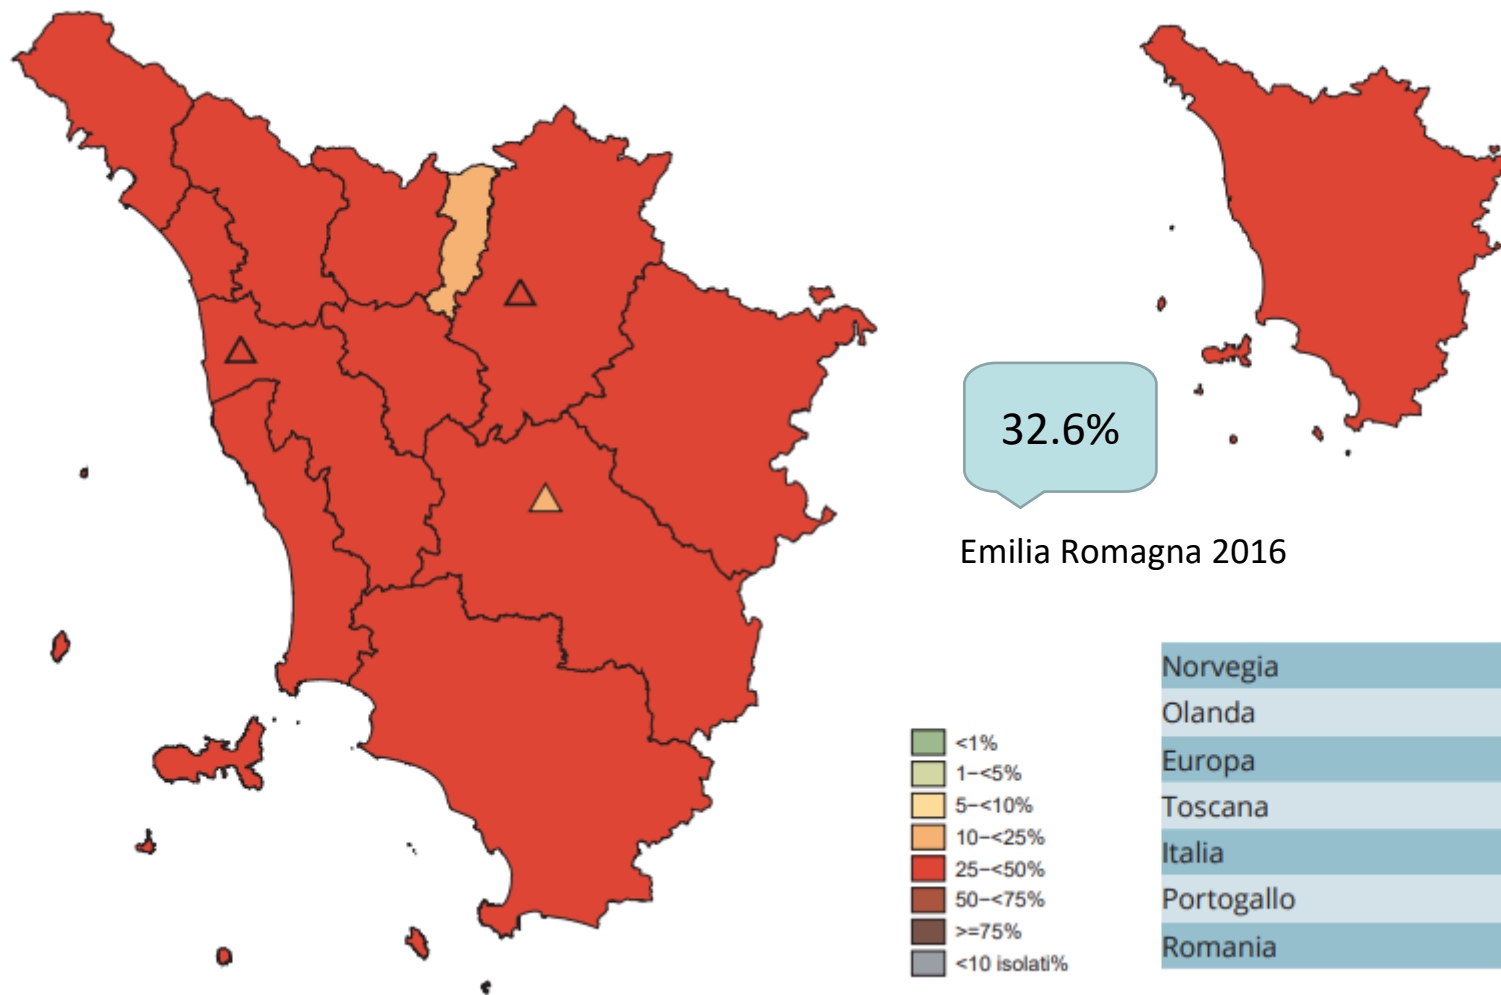 32.6%
Emilia Romagna 2016
<1%
1-<5%
5-<10%
10-<25%
25-<50%
50-<75%
>=75%
<10 isolati%
Norvegia
Olanda
Europa
Toscana
Italia
Portogallo
Romania